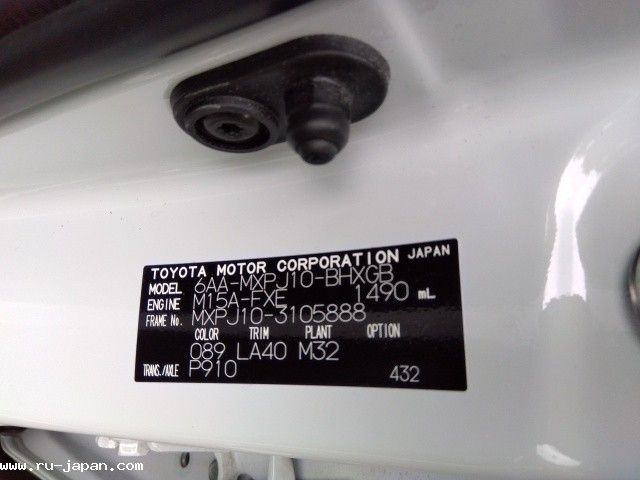 TOYOTA MOTOR CORPORATION JAPAN
MODEL 6AA-MXPJ10-BHXGB
ENGINE M15A-FXE 1490 mL
FRAME No. MXPJ10-3105888
COLOR TRIM PLANT OPTION
089 LA40 M32
TRANS./AXLE P910 432
www.ru-japan.com